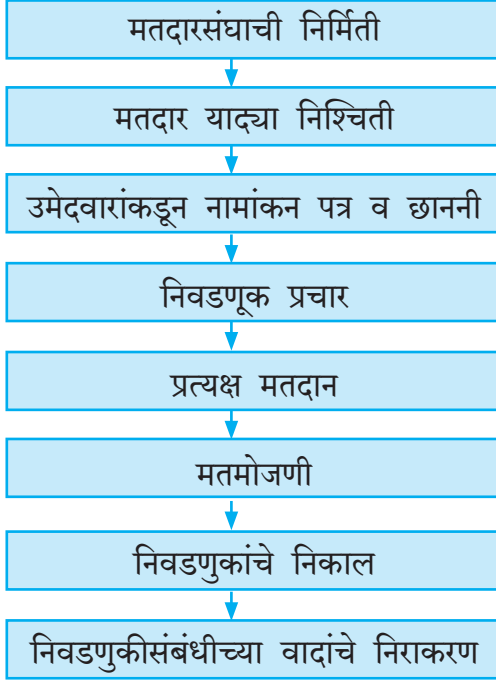 मतदारसंघाची निर्मिती
मतदार याद्या निश्चिती
उमेदवारांकडून नामांकन पत्र व छाननी
निवडणूक प्रचार
प्रत्यक्ष मतदान
मतमोजणी
निवडणुकांचे निकाल
निवडणुकीसंबंधीच्या वादांचे निराकरण